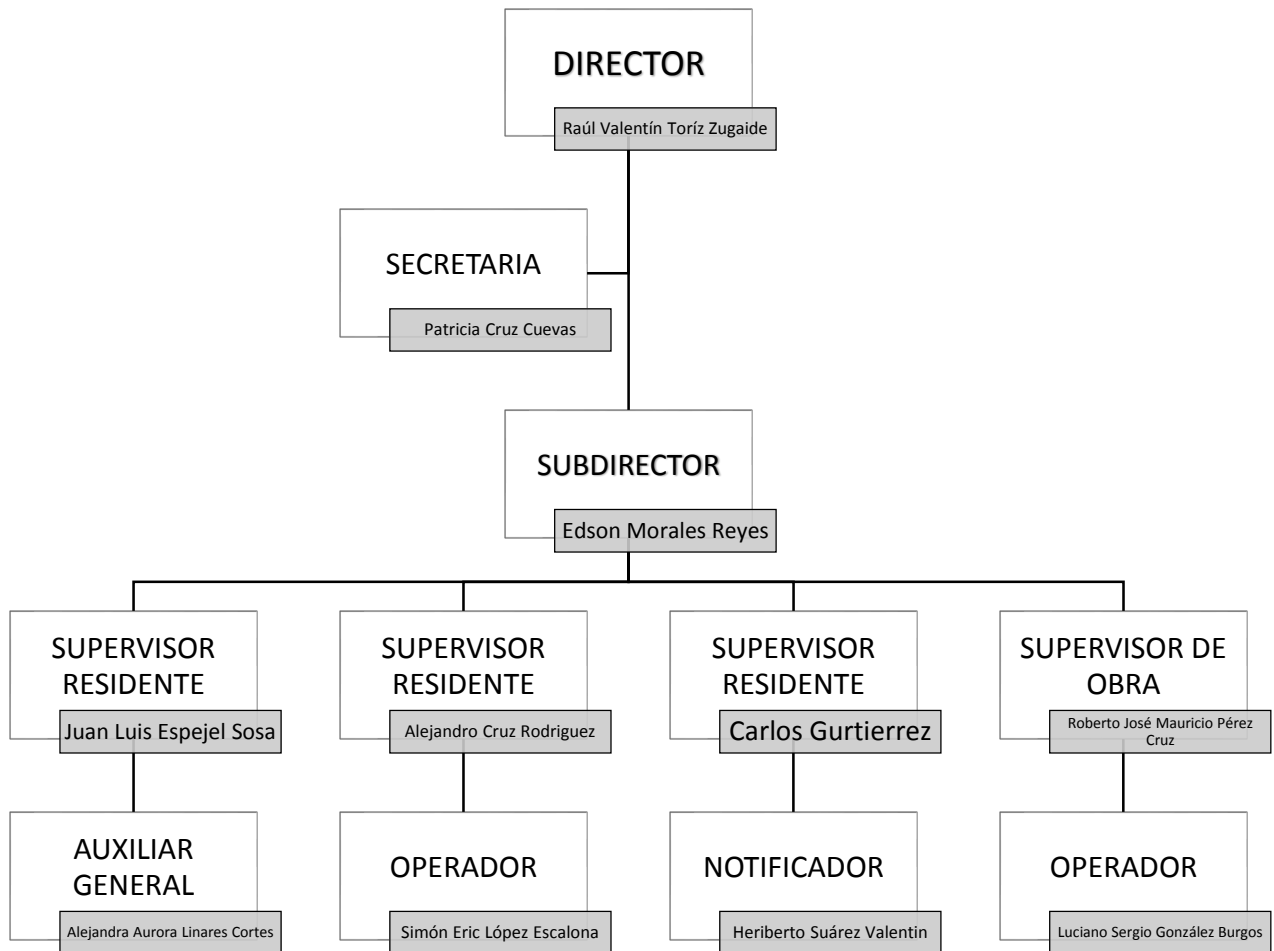 DIRECTOR
Raúl Valentín Toríz Zugaide
SECRETARIA
Patricia Cruz Cuevas
SUBDIRECTOR
Edson Morales Reyes
SUPERVISOR
RESIDENTE
Juan Luis Espejel Sosa
SUPERVISOR
RESIDENTE
Alejandro Cruz Rodriguez
SUPERVISOR
RESIDENTE
Carlos Gurtierrez
SUPERVISOR DE
OBRA
Roberto José Mauricio Pérez
Cruz
AUXILIAR
GENERAL
Alejandra Aurora Linares Cortes
OPERADOR
Simón Eric López Escalona
NOTIFICADOR
Heriberto Suárez Valentin
OPERADOR
Luciano Sergio González Burgos